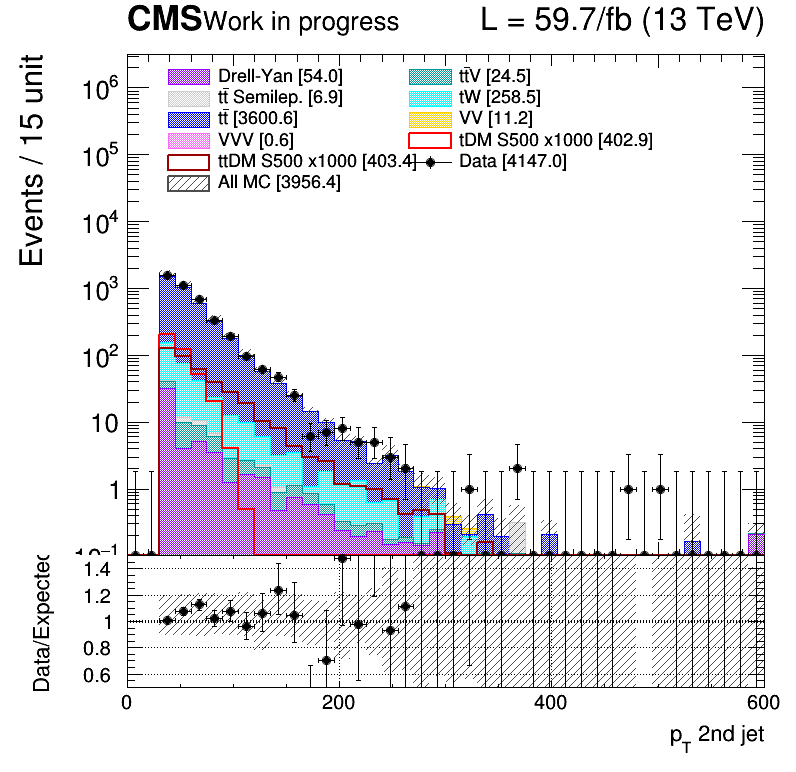 CMS Work in progress L = 59.7/fb (13 TeV)
Events / 15 unit
Drell-Yan [54.0] tt̄V [24.5]
tt̄ Semilep. [6.9] tW [258.5]
tt̄ [3600.6] VV [11.2]
VVV [0.6] tDM S500 x1000 [402.9]
ttDM S500 x1000 [403.4] Data [4147.0]
All MC [3956.4]
10⁶
10⁵
10⁴
10³
10²
10
1
10⁻¹
Data/Expected
1.4
1.2
1
0.8
0.6
0 200 400 600
p_T 2nd jet